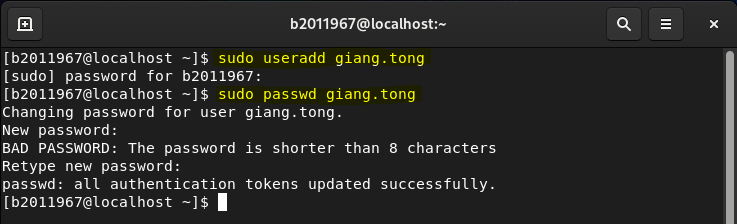 b2011967@localhost:~
[b2011967@localhost ~]$ sudo useradd giang.tong
[sudo] password for b2011967:
[b2011967@localhost ~]$ sudo passwd giang.tong
Changing password for user giang.tong.
New password:
BAD PASSWORD: The password is shorter than 8 characters
Retype new password:
passwd: all authentication tokens updated successfully.
[b2011967@localhost ~]$